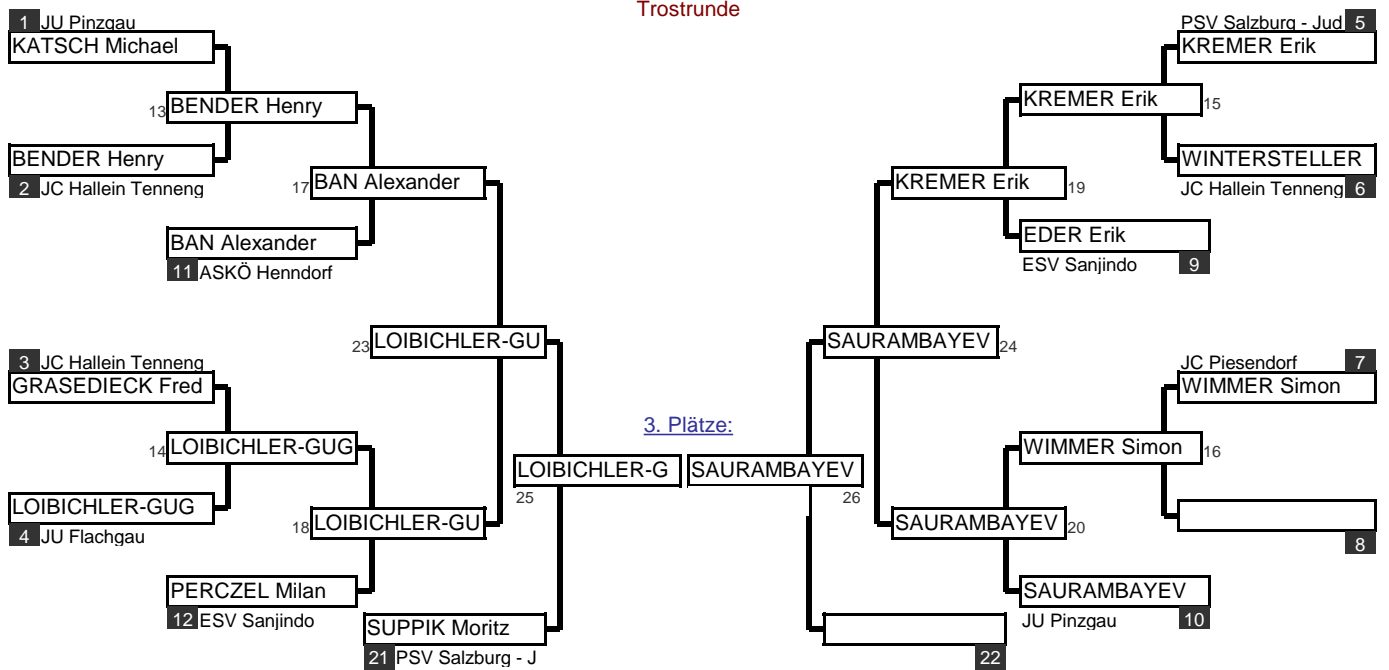 Trostrunde
1 JU Pinzgau
KATSCH Michael
13 BENDER Henry
BENDER Henry
2 JC Hallein Tenneng
17 BAN Alexander
BAN Alexander
11 ASKÖ Henndorf
23 LOIBICHLER-GU
3 JC Hallein Tenneng
GRASEDIECK Fred
14 LOIBICHLER-GUG
LOIBICHLER-GUG
4 JU Flachgau
18 LOIBICHLER-GU
PERCZEL Milan
12 ESV Sanjindo
SUPPIK Moritz
21 PSV Salzburg - J
3. Plätze:
LOIBICHLER-G
25
SAURAMBAYEV
26
PSV Salzburg - Jud 5
KREMER Erik
KREMER Erik 15
WINTERSTELLER
JC Hallein Tenneng 6
KREMER Erik 19
EDER Erik
ESV Sanjindo 9
SAURAMBAYEV 24
JC Piesendorf 7
WIMMER Simon
WIMMER Simon 16
8
SAURAMBAYEV 20
SAURAMBAYEV
JU Pinzgau 10
22